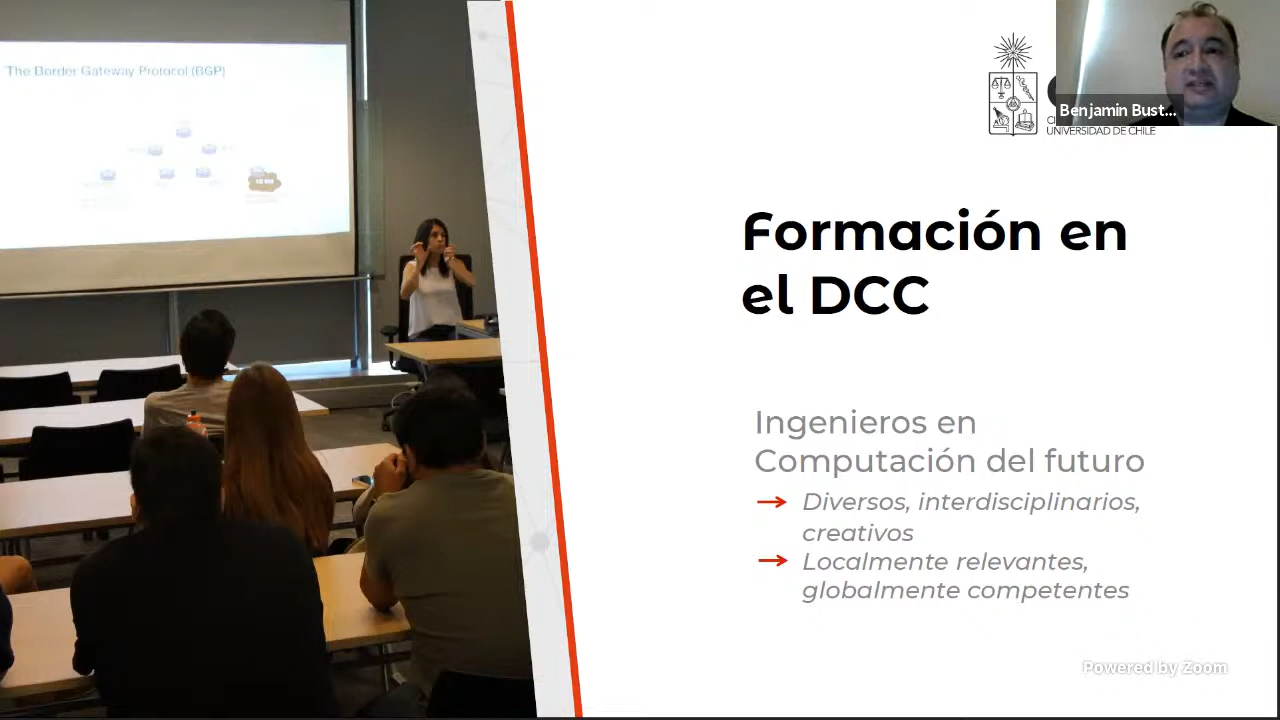 The Border Gateway Protocol (BGP)
Benjamin Bust...
UNIVERSIDAD DE CHILE
Formación en
el DCC
Ingenieros en
Computación del futuro
→ Diversos, interdisciplinarios,
creativos
→ Localmente relevantes,
globalmente competentes
Powered by Zoom